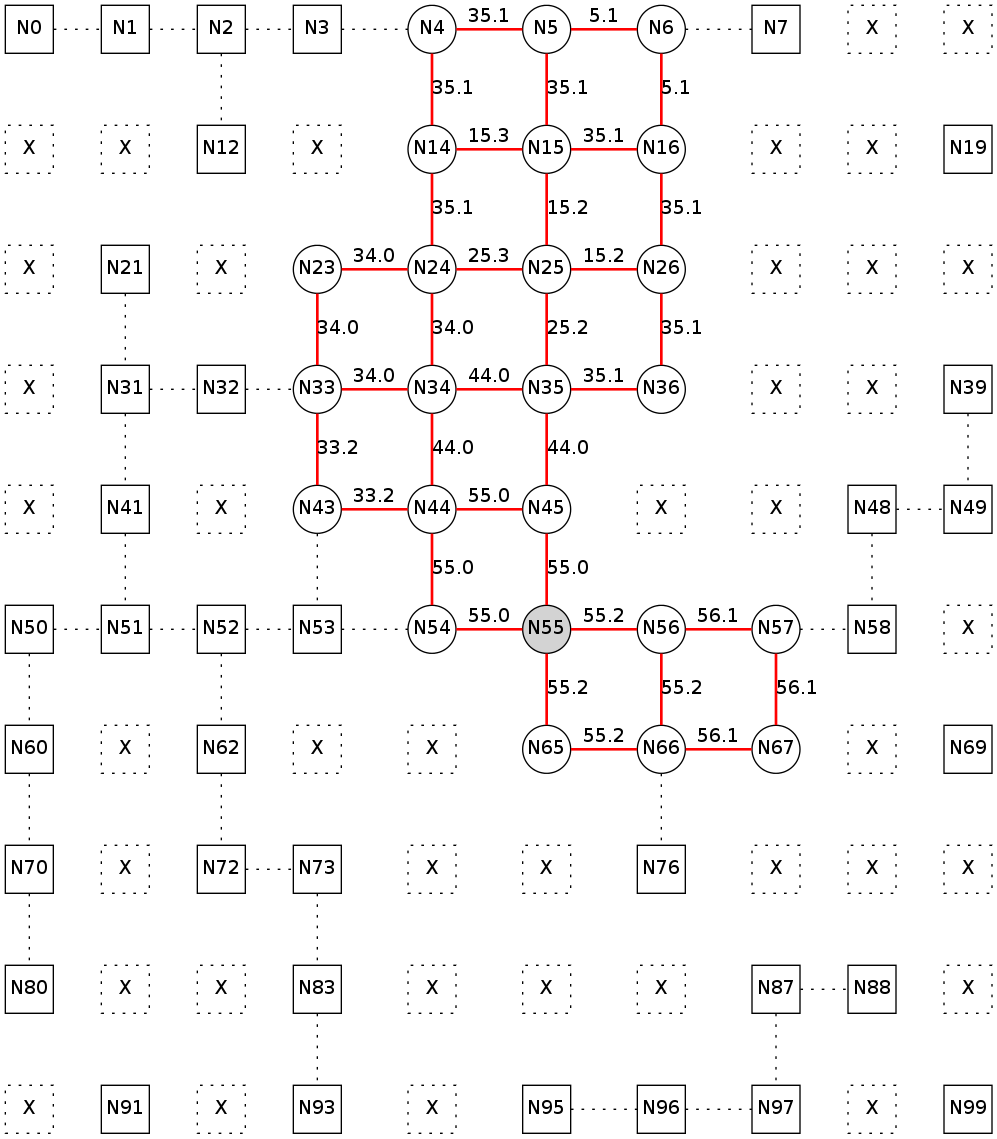 N0 N1 N2 N3 N4 35.1 N5 5.1 N6 N7 X X
35.1 35.1 5.1
X X N12 X N14 15.3 N15 35.1 N16 X X N19
35.1 15.2 35.1
X N21 X N23 34.0 N24 25.3 N25 15.2 N26 X X X
34.0 34.0 25.2 35.1
X N31 N32 N33 34.0 N34 44.0 N35 35.1 N36 X X N39
33.2 44.0 44.0
X N41 X N43 33.2 N44 55.0 N45 X X N48 N49
55.0 55.0
N50 N51 N52 N53 N54 55.0 N55 55.2 N56 56.1 N57 N58 X
55.2 55.2 56.1
N60 X N62 X X N65 55.2 N66 56.1 N67 X N69
N70 X N72 N73 X X N76 X X X
N80 X X N83 X X X N87 N88 X
X N91 X N93 X N95 N96 N97 X N99